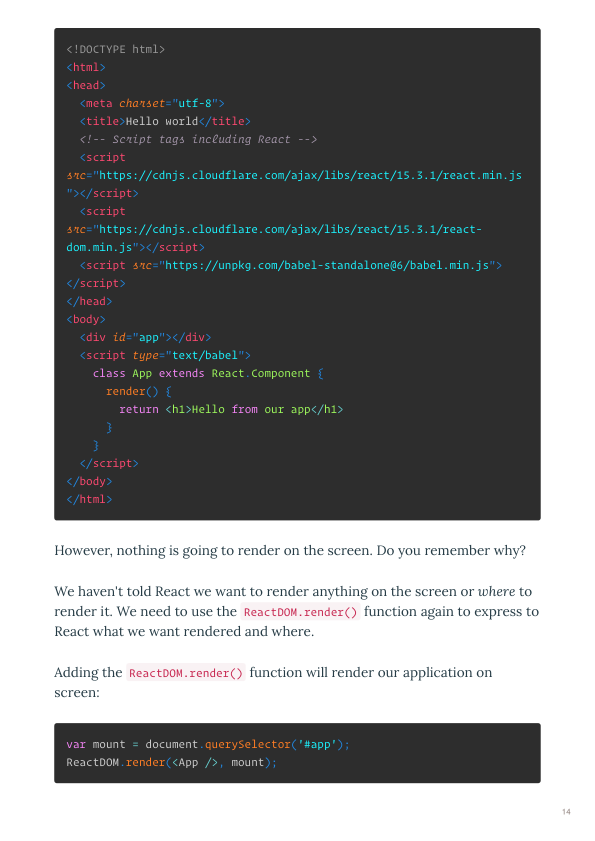 <!DOCTYPE html>
<html>
<head>
  <meta charset="utf-8">
  <title>Hello world</title>
  <!-- Script tags including React -->
  <script
src="https://cdnjs.cloudflare.com/ajax/libs/react/15.3.1/react.min.js
"></script>
  <script
src="https://cdnjs.cloudflare.com/ajax/libs/react/15.3.1/react-
dom.min.js"></script>
  <script src="https://unpkg.com/babel-standalone@6/babel.min.js">
</script>
</head>
<body>
  <div id="app"></div>
  <script type="text/babel">
    class App extends React.Component {
      render() {
        return <h1>Hello from our app</h1>
      }
    }
  </script>
</body>
</html>
However, nothing is going to render on the screen. Do you remember why?
We haven't told React we want to render anything on the screen or where to
render it. We need to use the ReactDOM.render() function again to express to
React what we want rendered and where.
Adding the ReactDOM.render() function will render our application on
screen:
var mount = document.querySelector('#app');
ReactDOM.render(<App />, mount);
14